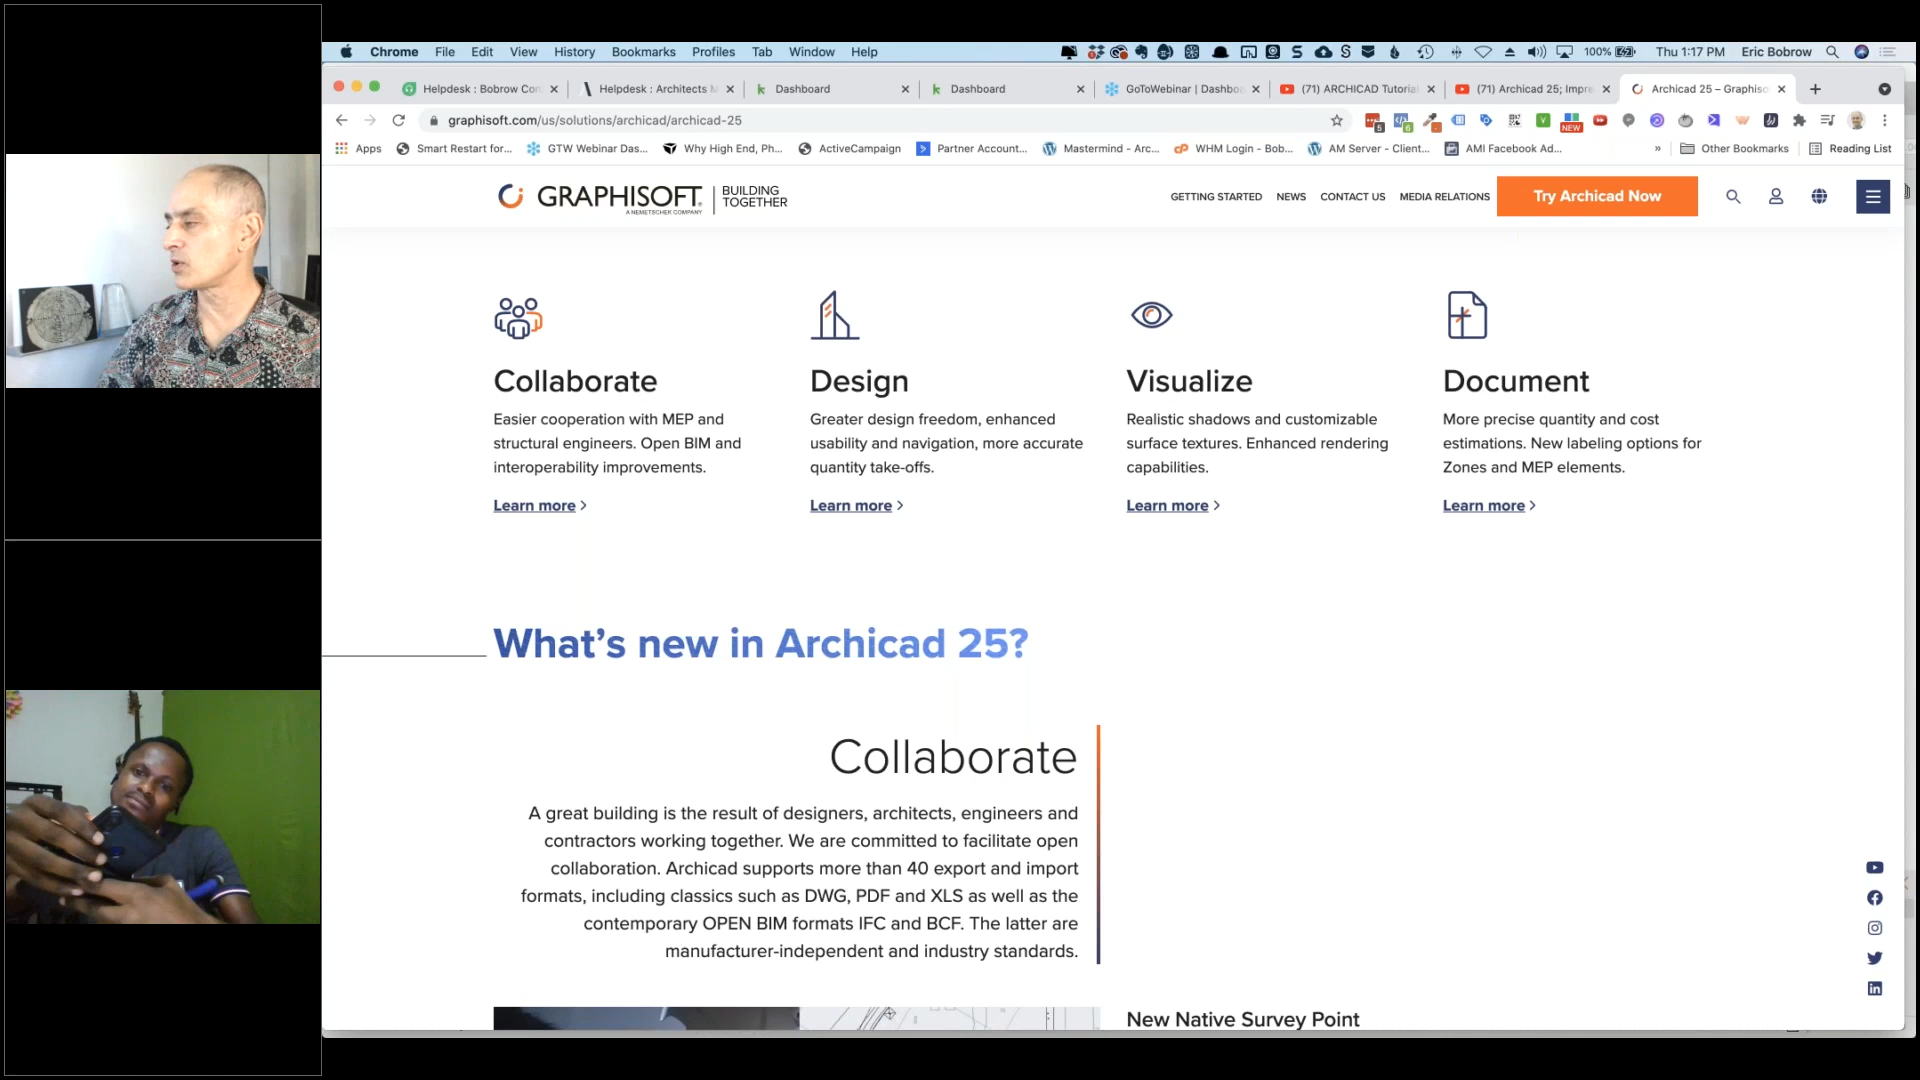 Chrome File Edit View History Bookmarks Profiles Tab Window Help 100% Thu 1:17 PM Eric Bobrow
Helpdesk : Bobrow Con Helpdesk : Architects M Dashboard Dashboard GoToWebinar | Dashbo (71) ARCHICAD Tutorial (71) Archicad 25; Impre Archicad 25 – Graphiso
graphisoft.com/us/solutions/archicad/archicad-25
5 6 NEW
Apps Smart Restart for... GTW Webinar Das... Why High End, Ph... ActiveCampaign Partner Account... Mastermind - Arc... WHM Login - Bob... AM Server - Client... AMI Facebook Ad... » Other Bookmarks Reading List
GRAPHISOFT
A NEMETSCHEK COMPANY
BUILDING
TOGETHER
GETTING STARTED NEWS CONTACT US MEDIA RELATIONS Try Archicad Now
Collaborate
Easier cooperation with MEP and
structural engineers. Open BIM and
interoperability improvements.
Learn more >
Design
Greater design freedom, enhanced
usability and navigation, more accurate
quantity take-offs.
Learn more >
Visualize
Realistic shadows and customizable
surface textures. Enhanced rendering
capabilities.
Learn more >
Document
More precise quantity and cost
estimations. New labeling options for
Zones and MEP elements.
Learn more >
What's new in Archicad 25?
Collaborate
A great building is the result of designers, architects, engineers and
contractors working together. We are committed to facilitate open
collaboration. Archicad supports more than 40 export and import
formats, including classics such as DWG, PDF and XLS as well as the
contemporary OPEN BIM formats IFC and BCF. The latter are
manufacturer-independent and industry standards.
New Native Survey Point